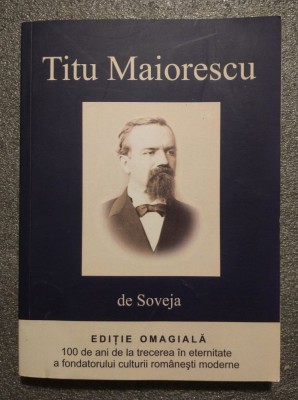 Titu Maiorescu
de Soveja
EDIȚIE OMAGIALĂ
100 de ani de la trecerea în eternitate
a fondatorului culturii românești moderne